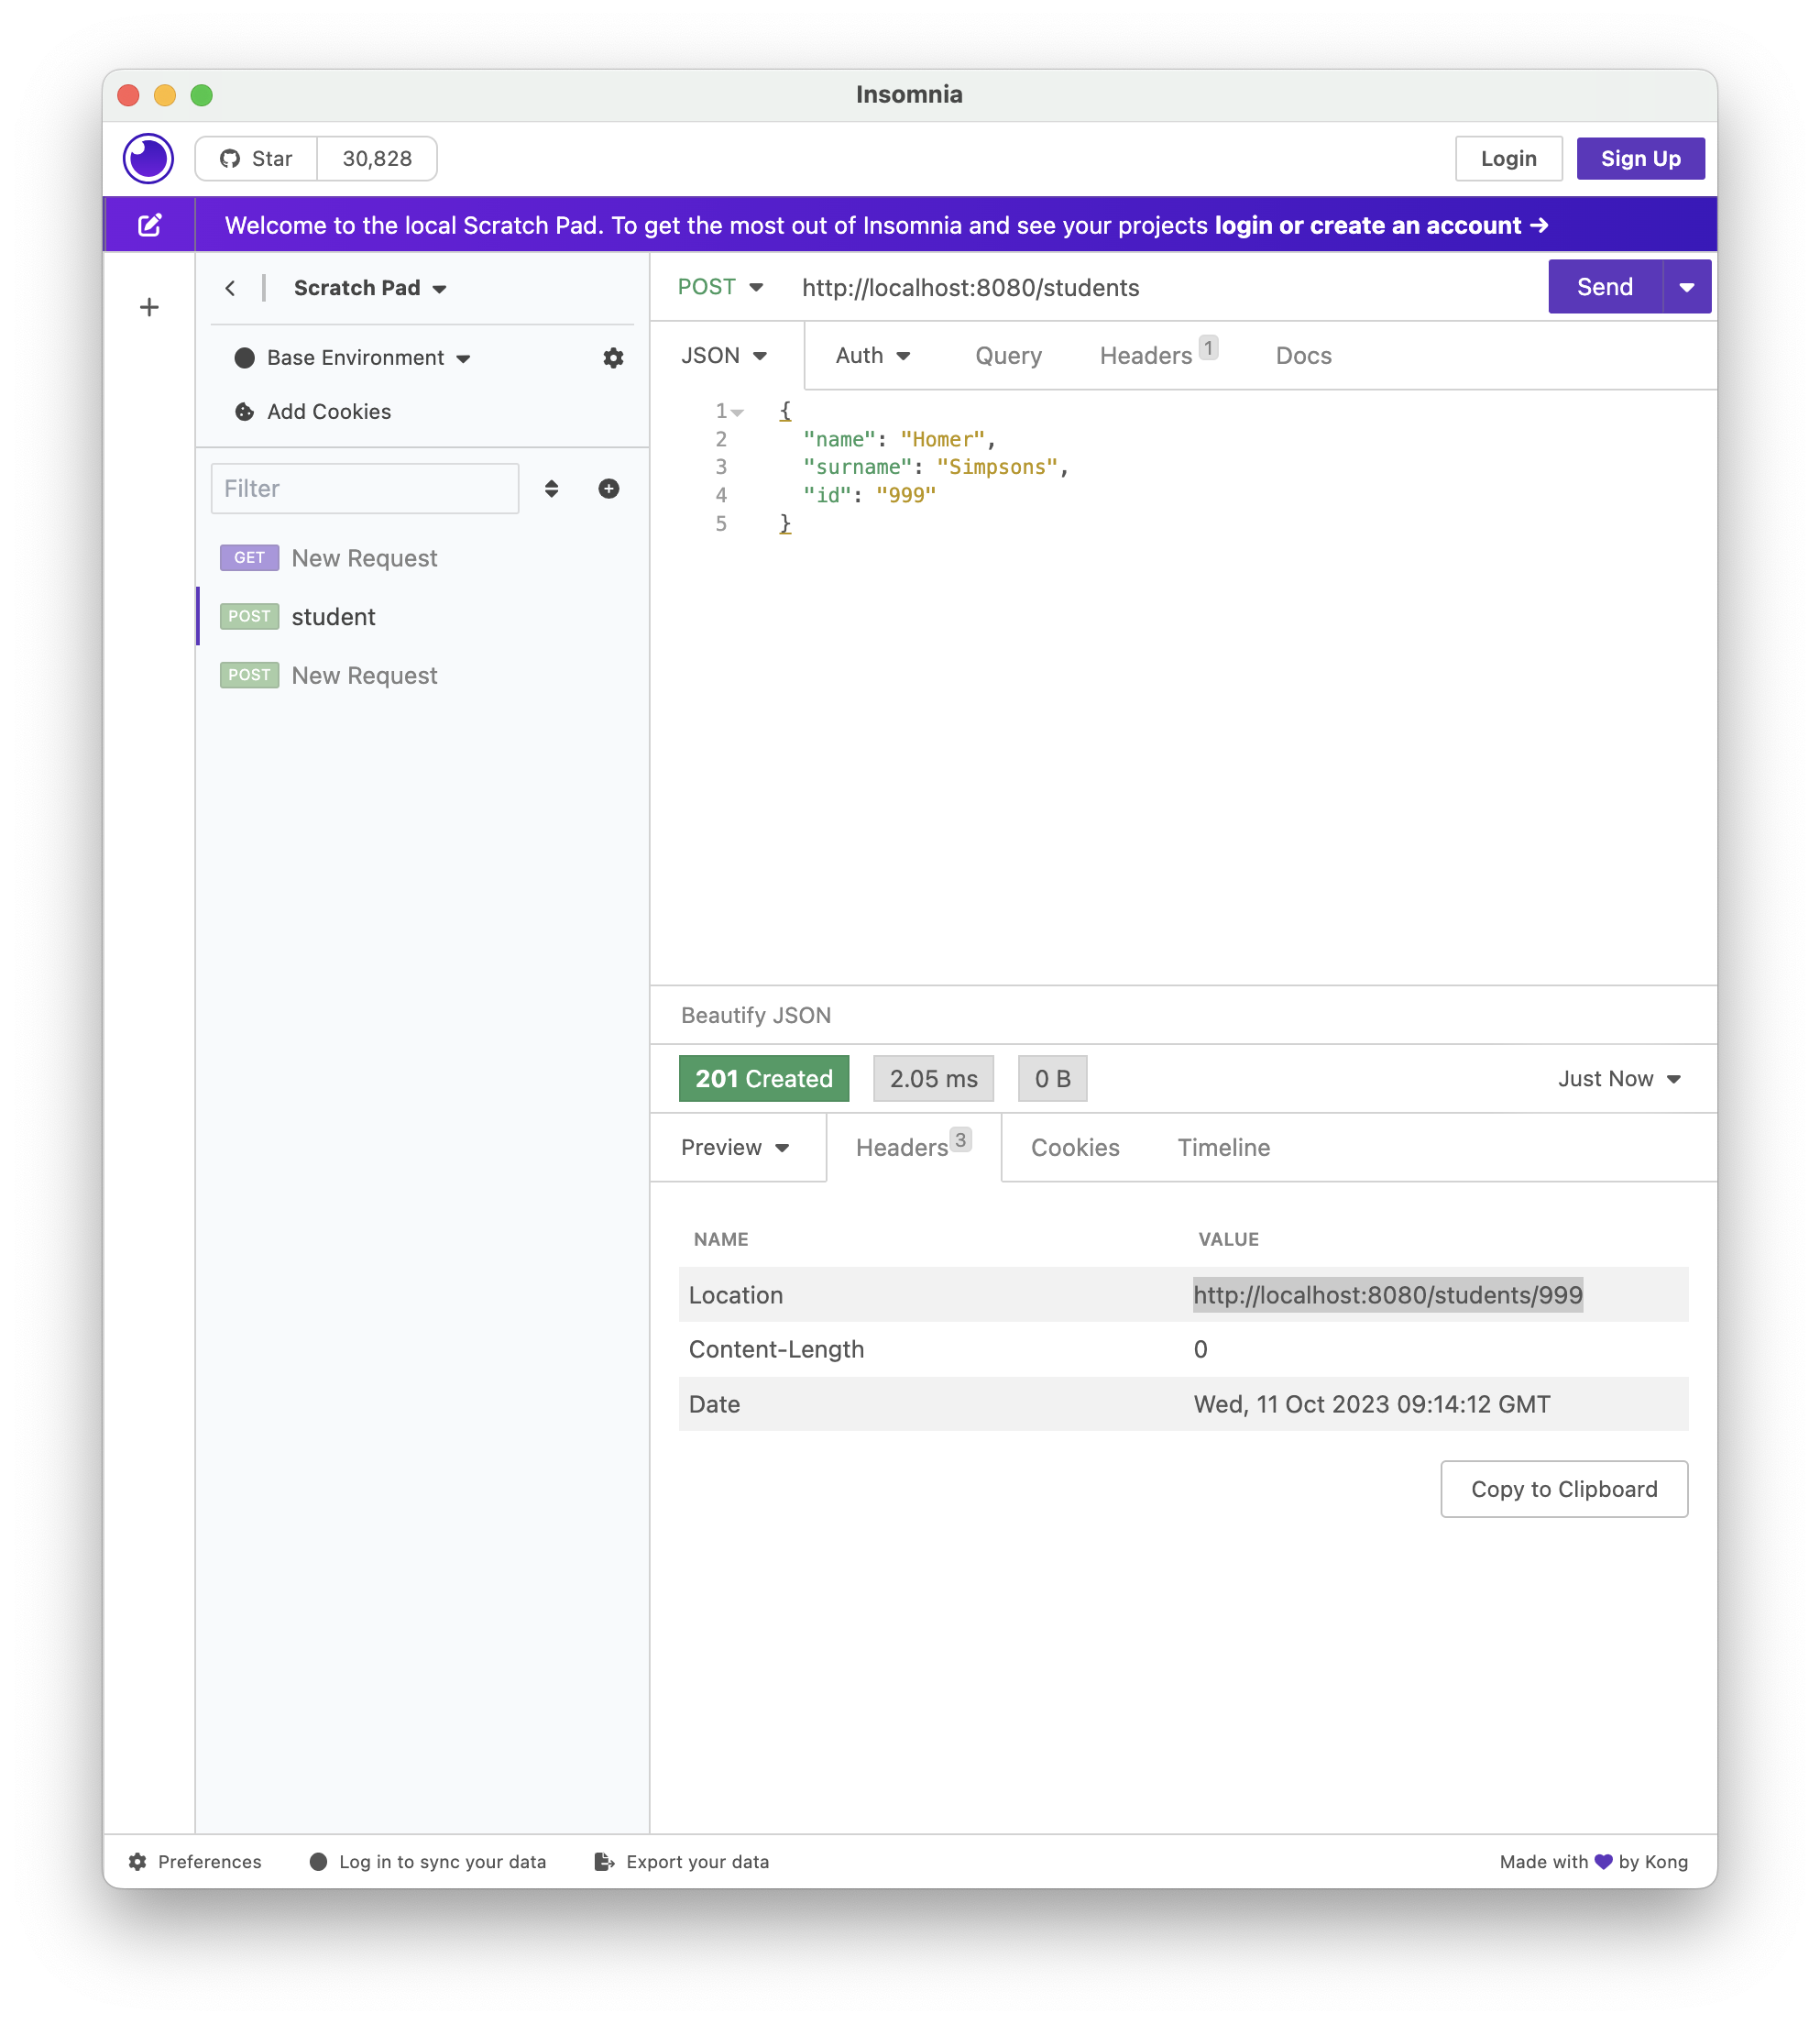 Insomnia
Star 30,828 Login Sign Up
Welcome to the local Scratch Pad. To get the most out of Insomnia and see your projects login or create an account →
Scratch Pad
Base Environment
Add Cookies
Filter
GET New Request
POST student
POST New Request
POST http://localhost:8080/students Send
JSON Auth Query Headers 1 Docs
1 {
2 "name": "Homer",
3 "surname": "Simpsons",
4 "id": "999"
5 }
Beautify JSON
201 Created 2.05 ms 0 B Just Now
Preview Headers 3 Cookies Timeline
NAME VALUE
Location http://localhost:8080/students/999
Content-Length 0
Date Wed, 11 Oct 2023 09:14:12 GMT
Copy to Clipboard
Preferences Log in to sync your data Export your data Made with 💜 by Kong